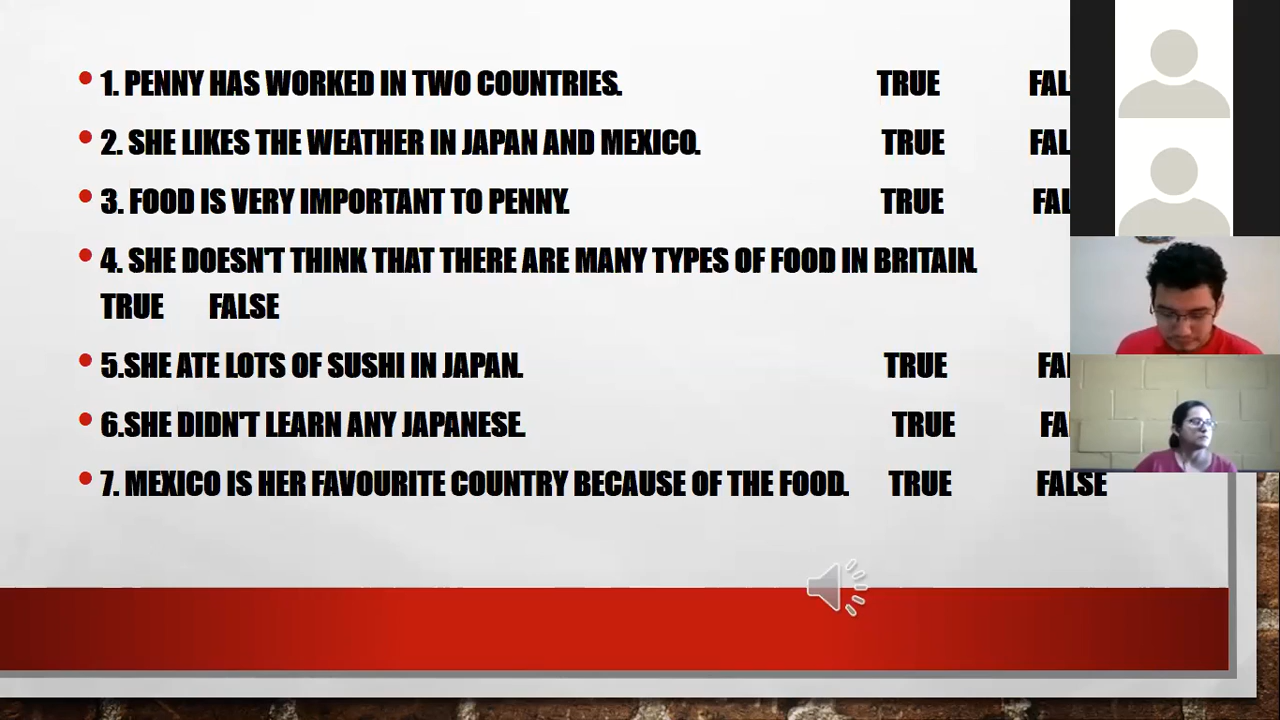 1. PENNY HAS WORKED IN TWO COUNTRIES. TRUE
2. SHE LIKES THE WEATHER IN JAPAN AND MEXICO. TRUE
3. FOOD IS VERY IMPORTANT TO PENNY. TRUE
4. SHE DOESN'T THINK THAT THERE ARE MANY TYPES OF FOOD IN BRITAIN.
TRUE FALSE
5.SHE ATE LOTS OF SUSHI IN JAPAN. TRUE
6.SHE DIDN'T LEARN ANY JAPANESE. TRUE
7. MEXICO IS HER FAVOURITE COUNTRY BECAUSE OF THE FOOD. TRUE FALSE